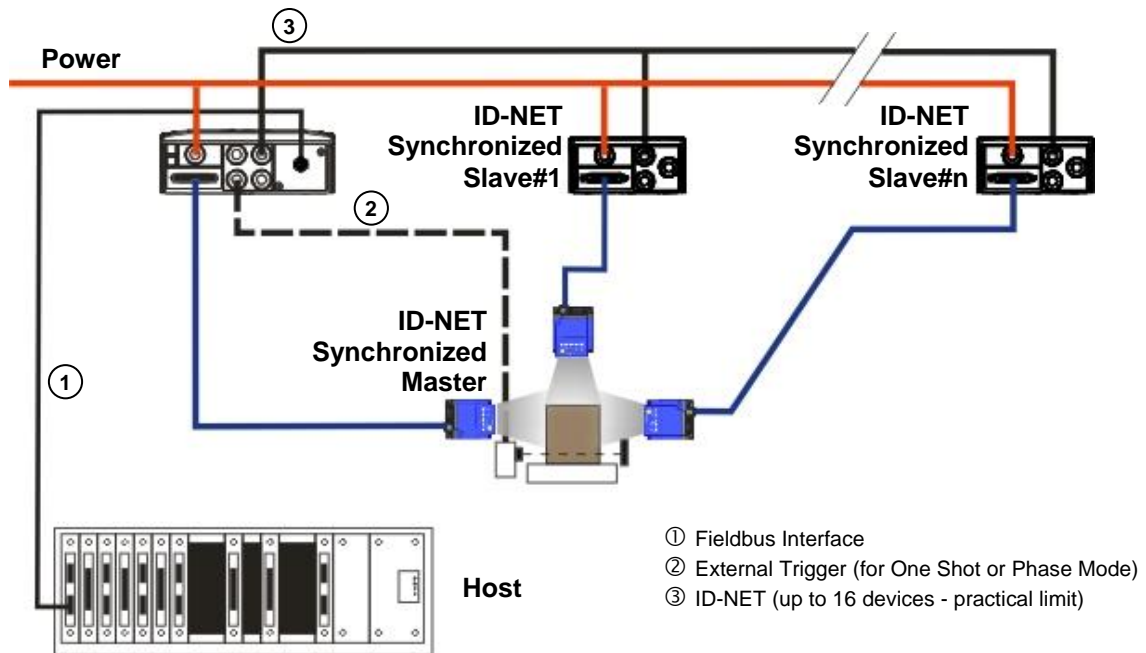 ③
Power
ID-NET
Synchronized
Slave#1
ID-NET
Synchronized
Slave#n
②
ID-NET
Synchronized
Master
①
Host
① Fieldbus Interface
② External Trigger (for One Shot or Phase Mode)
③ ID-NET (up to 16 devices - practical limit)